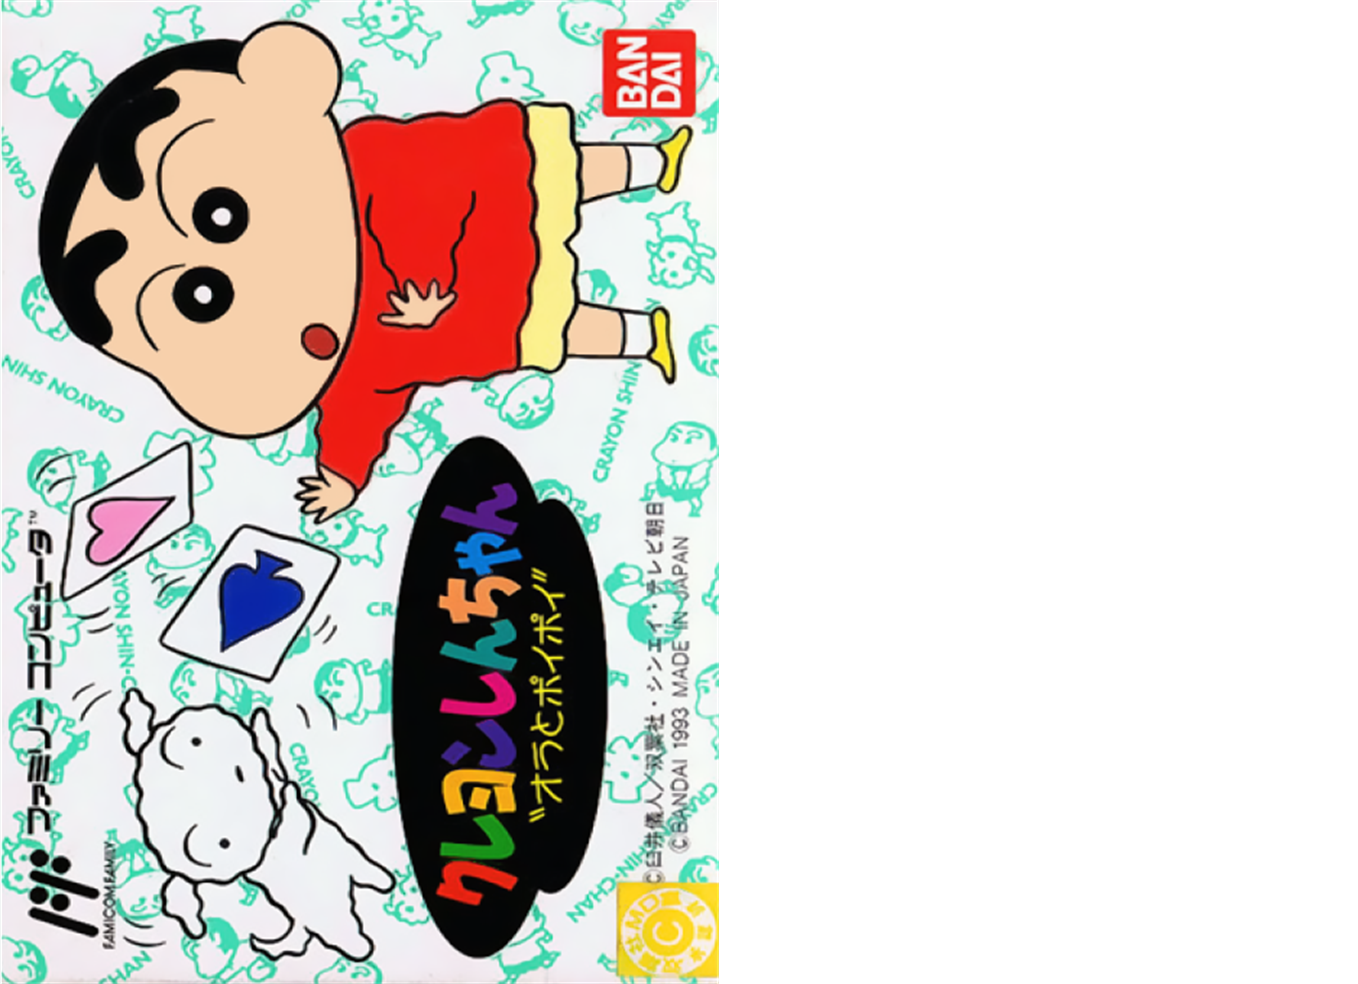 ファミリー コンピュータ™
FAMICOM FAMILY
BAN
DAI
クレヨンしんちゃん
"オラとポイポイ"
©臼井儀人／双葉社・シンエイ・テレビ朝日
©BANDAI 1993 MADE IN JAPAN
CRAYON SHIN
CRAYON SHIN